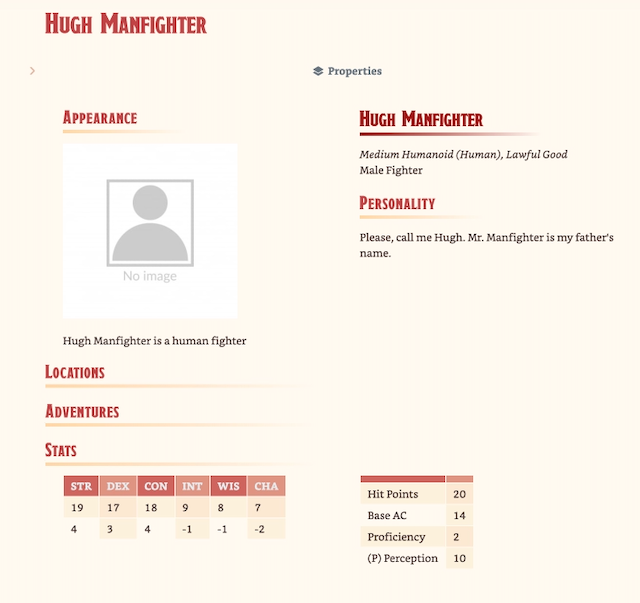 Hugh Manfighter
Properties
Appearance
No image
Hugh Manfighter is a human fighter
Hugh Manfighter
Medium Humanoid (Human), Lawful Good
Male Fighter
Personality
Please, call me Hugh. Mr. Manfighter is my father's
name.
Locations
Adventures
Stats
STR DEX CON INT WIS CHA
19 17 18 9 8 7
4 3 4 -1 -1 -2
Hit Points 20
Base AC 14
Proficiency 2
(P) Perception 10